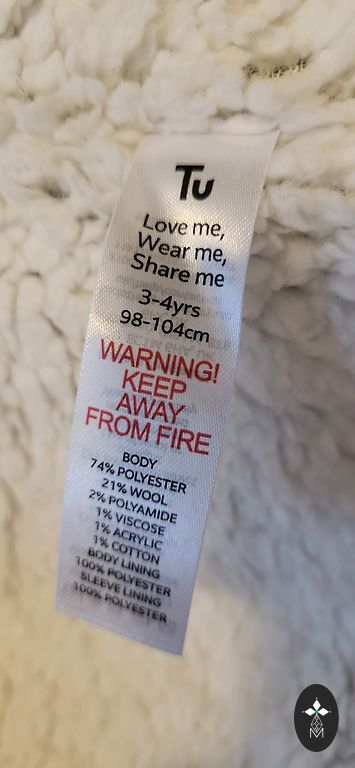 Tu
Love me,
Wear me,
Share me
3-4yrs
98-104cm
WARNING!
KEEP
AWAY
FROM FIRE
BODY
74% POLYESTER
21% WOOL
2% POLYAMIDE
1% VISCOSE
1% ACRYLIC
1% COTTON
BODY LINING
100% POLYESTER
SLEEVE LINING
100% POLYESTER
M